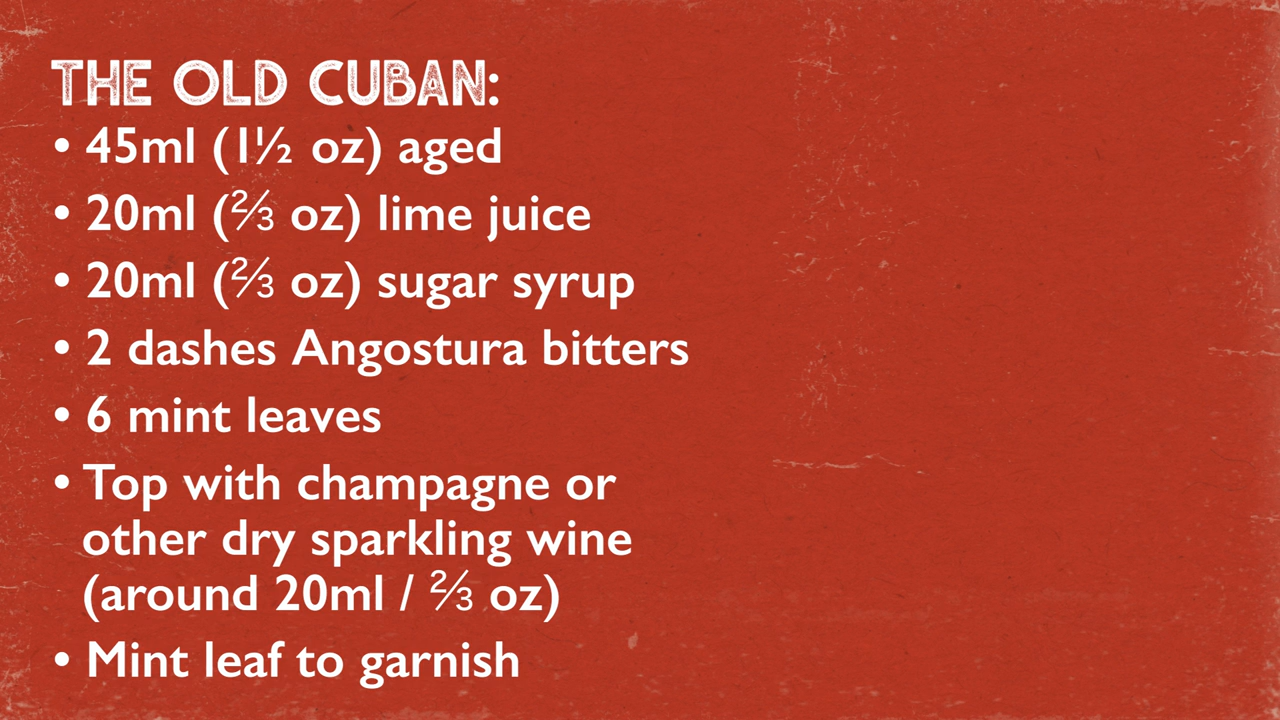 THE OLD CUBAN:
• 45ml (1½ oz) aged
• 20ml (⅔ oz) lime juice
• 20ml (⅔ oz) sugar syrup
• 2 dashes Angostura bitters
• 6 mint leaves
• Top with champagne or
other dry sparkling wine
(around 20ml / ⅔ oz)
• Mint leaf to garnish